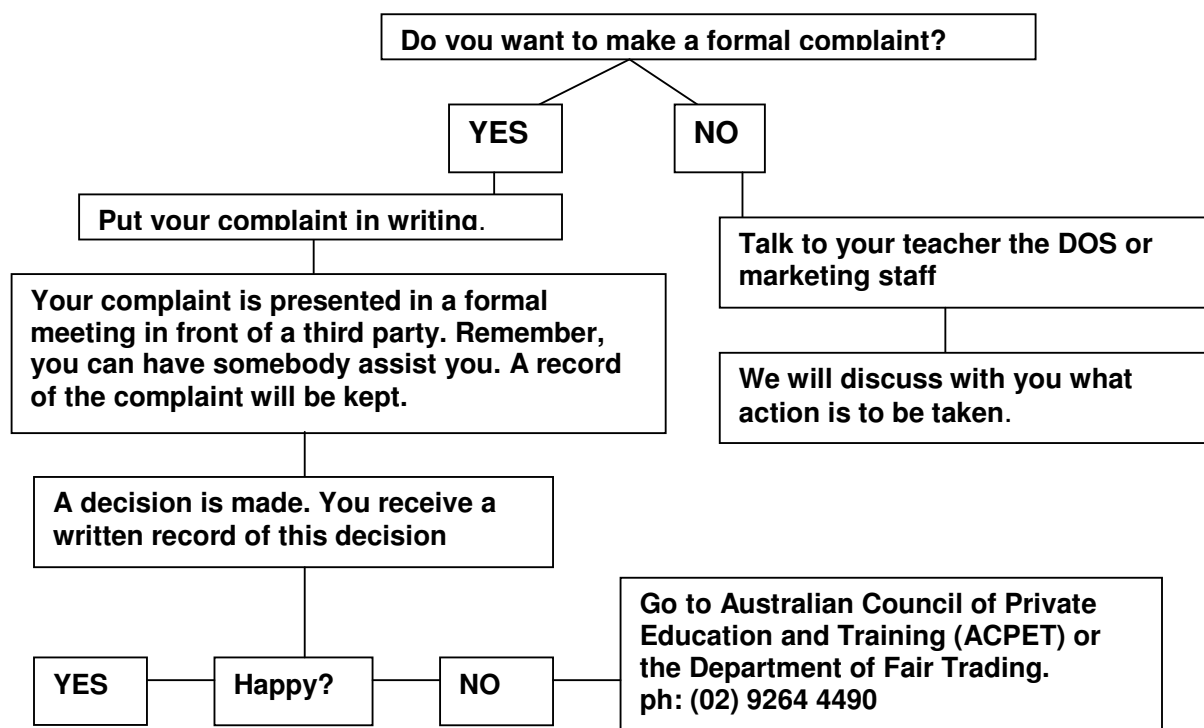 Do you want to make a formal complaint?
YES
NO
Put your complaint in writing.
Talk to your teacher the DOS or
marketing staff
Your complaint is presented in a formal
meeting in front of a third party. Remember,
you can have somebody assist you. A record
of the complaint will be kept.
We will discuss with you what
action is to be taken.
A decision is made. You receive a
written record of this decision
Go to Australian Council of Private
Education and Training (ACPET) or
the Department of Fair Trading.
ph: (02) 9264 4490
YES
Happy?
NO